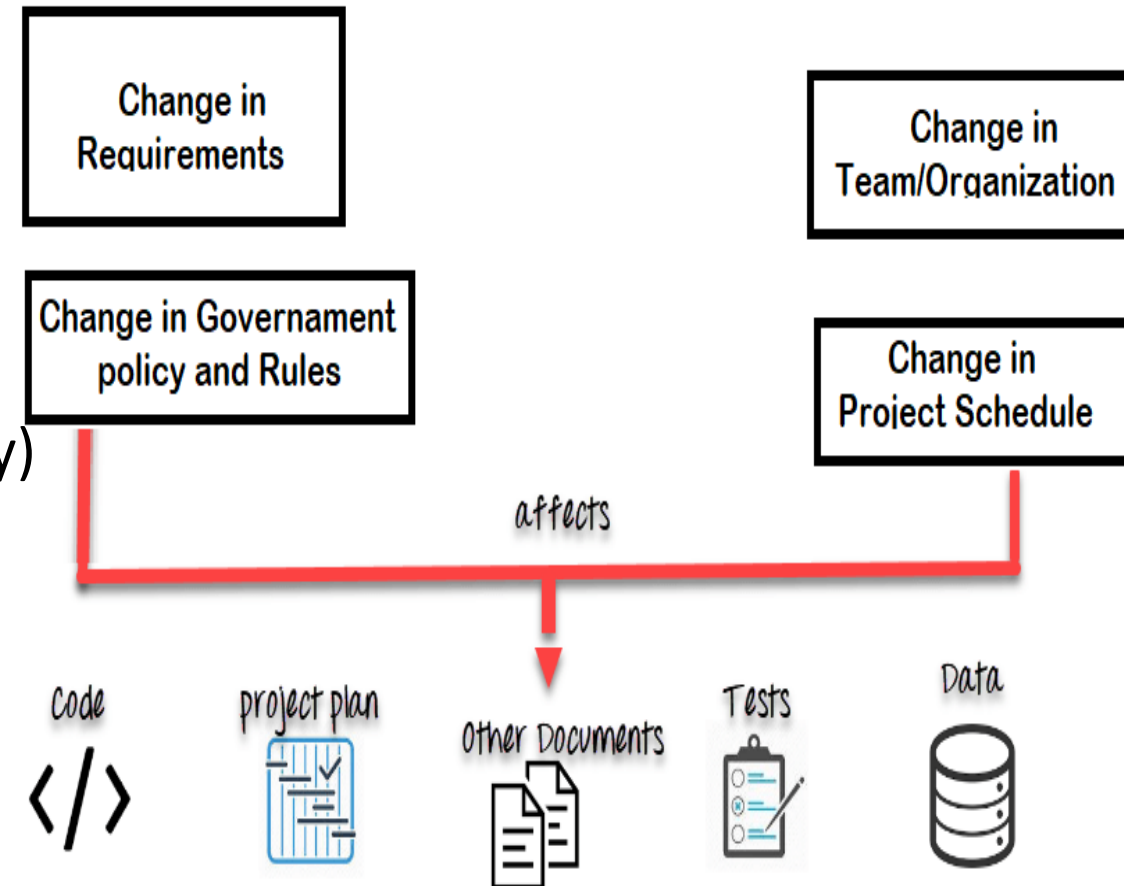 Change in
Requirements
Change in
Team/Organization
Change in Governament
policy and Rules
Change in
Project Schedule
y)
affects
Code
project plan
Other Documents
Tests
Data